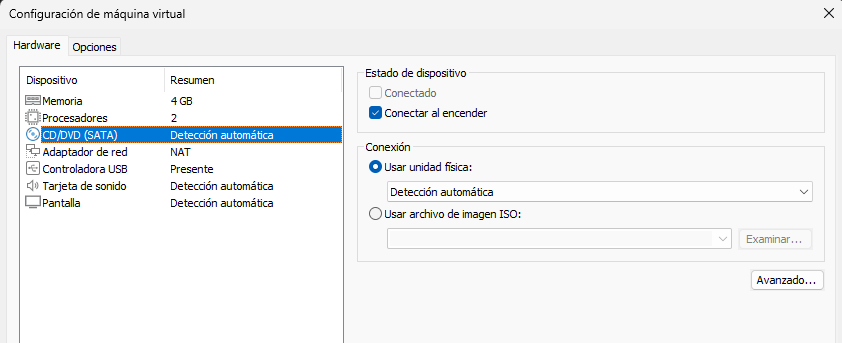 Configuración de máquina virtual
Hardware
Opciones
Dispositivo Resumen
Memoria 4 GB
Procesadores 2
CD/DVD (SATA) Detección automática
Adaptador de red NAT
Controladora USB Presente
Tarjeta de sonido Detección automática
Pantalla Detección automática
Estado de dispositivo
Conectado
Conectar al encender
Conexión
Usar unidad física:
Detección automática
Usar archivo de imagen ISO:
Examinar...
Avanzado...